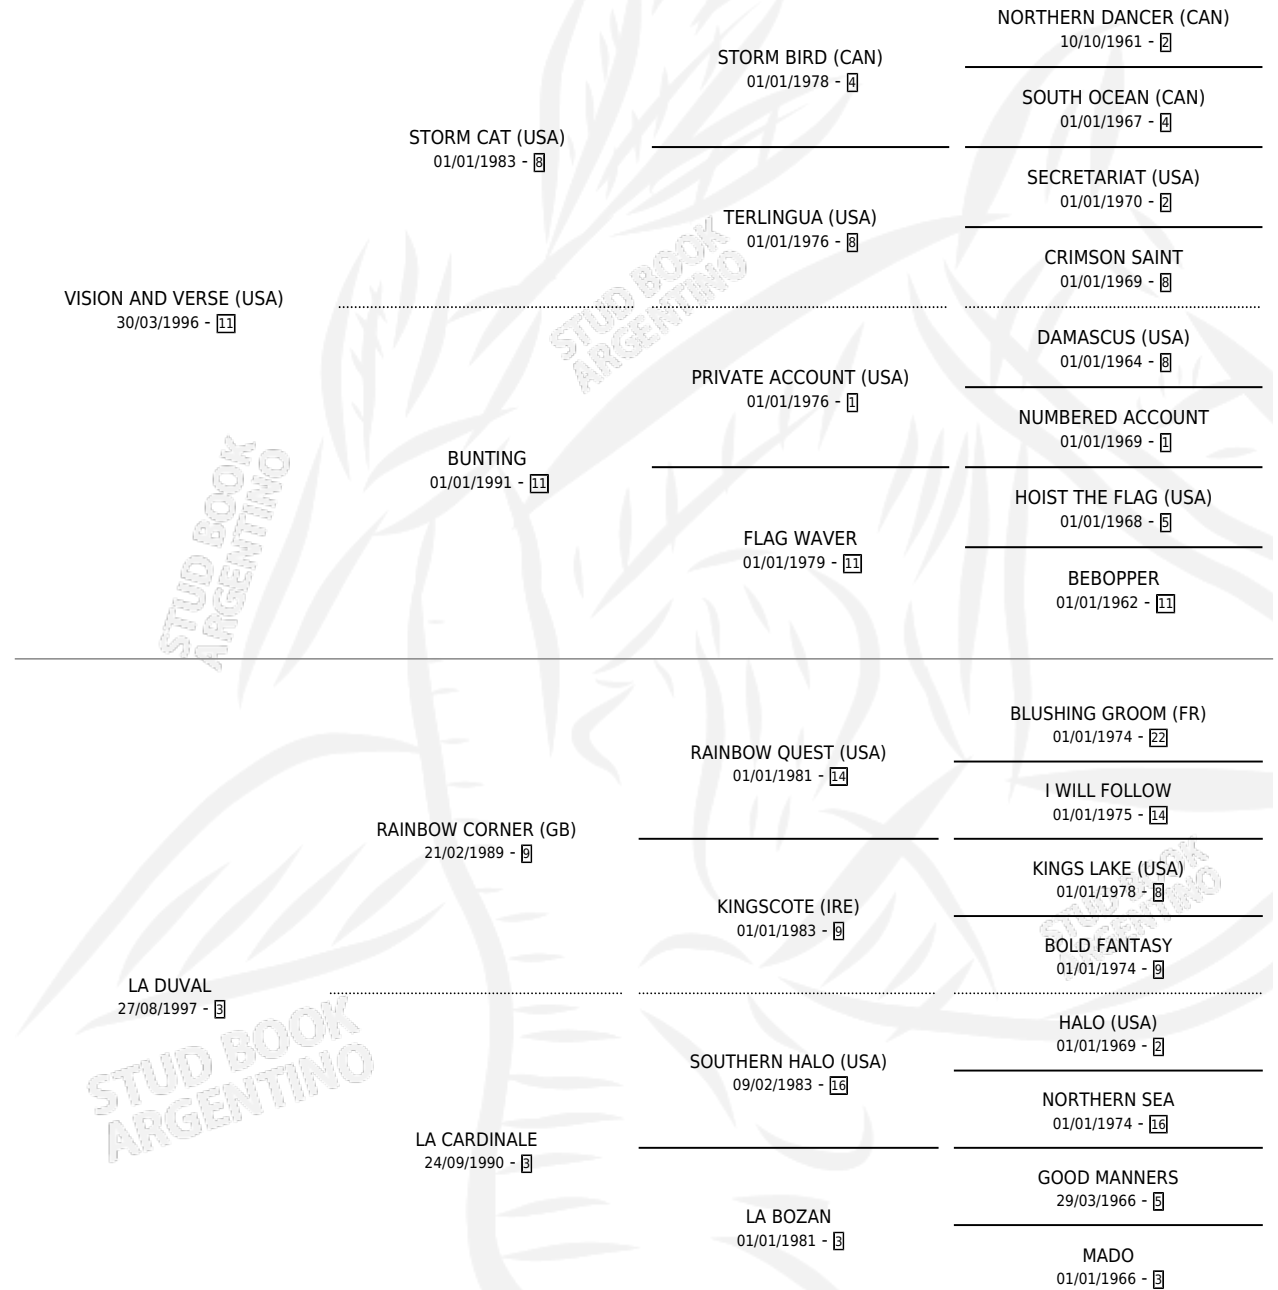 NORTHERN DANCER (CAN)
10/10/1961 - 2
STORM BIRD (CAN)
01/01/1978 - 4
SOUTH OCEAN (CAN)
01/01/1967 - 4
STORM CAT (USA)
01/01/1983 - 8
SECRETARIAT (USA)
01/01/1970 - 2
TERLINGUA (USA)
01/01/1976 - 8
CRIMSON SAINT
01/01/1969 - 8
VISION AND VERSE (USA)
30/03/1996 - 11
DAMASCUS (USA)
01/01/1964 - 8
PRIVATE ACCOUNT (USA)
01/01/1976 - 1
NUMBERED ACCOUNT
01/01/1969 - 1
BUNTING
01/01/1991 - 11
HOIST THE FLAG (USA)
01/01/1968 - 5
FLAG WAVER
01/01/1979 - 11
BEBOPPER
01/01/1962 - 11
BLUSHING GROOM (FR)
01/01/1974 - 22
RAINBOW QUEST (USA)
01/01/1981 - 14
I WILL FOLLOW
01/01/1975 - 14
RAINBOW CORNER (GB)
21/02/1989 - 9
KINGS LAKE (USA)
01/01/1978 - 8
KINGSCOTE (IRE)
01/01/1983 - 9
BOLD FANTASY
01/01/1974 - 9
LA DUVAL
27/08/1997 - 3
HALO (USA)
01/01/1969 - 2
SOUTHERN HALO (USA)
09/02/1983 - 16
NORTHERN SEA
01/01/1974 - 16
LA CARDINALE
24/09/1990 - 3
GOOD MANNERS
29/03/1966 - 5
LA BOZAN
01/01/1981 - 3
MADO
01/01/1966 - 3
STUD BOOK
ARGENTINO
STUD BOOK
ARGENTINO
STUD BOOK
ARGENTINO
STUD BOOK
ARGENTINO